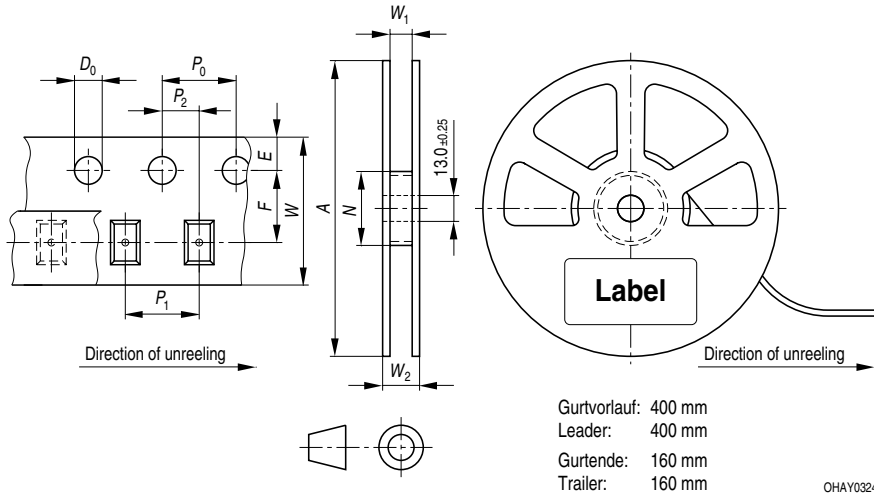 W1
D0
P0
P2
E
F
W
A
N
13.0 ±0.25
P1
W2
Label
Direction of unreeling
Direction of unreeling
Gurtvorlauf: 400 mm
Leader: 400 mm
Gurtende: 160 mm
Trailer: 160 mm
OHAY0324